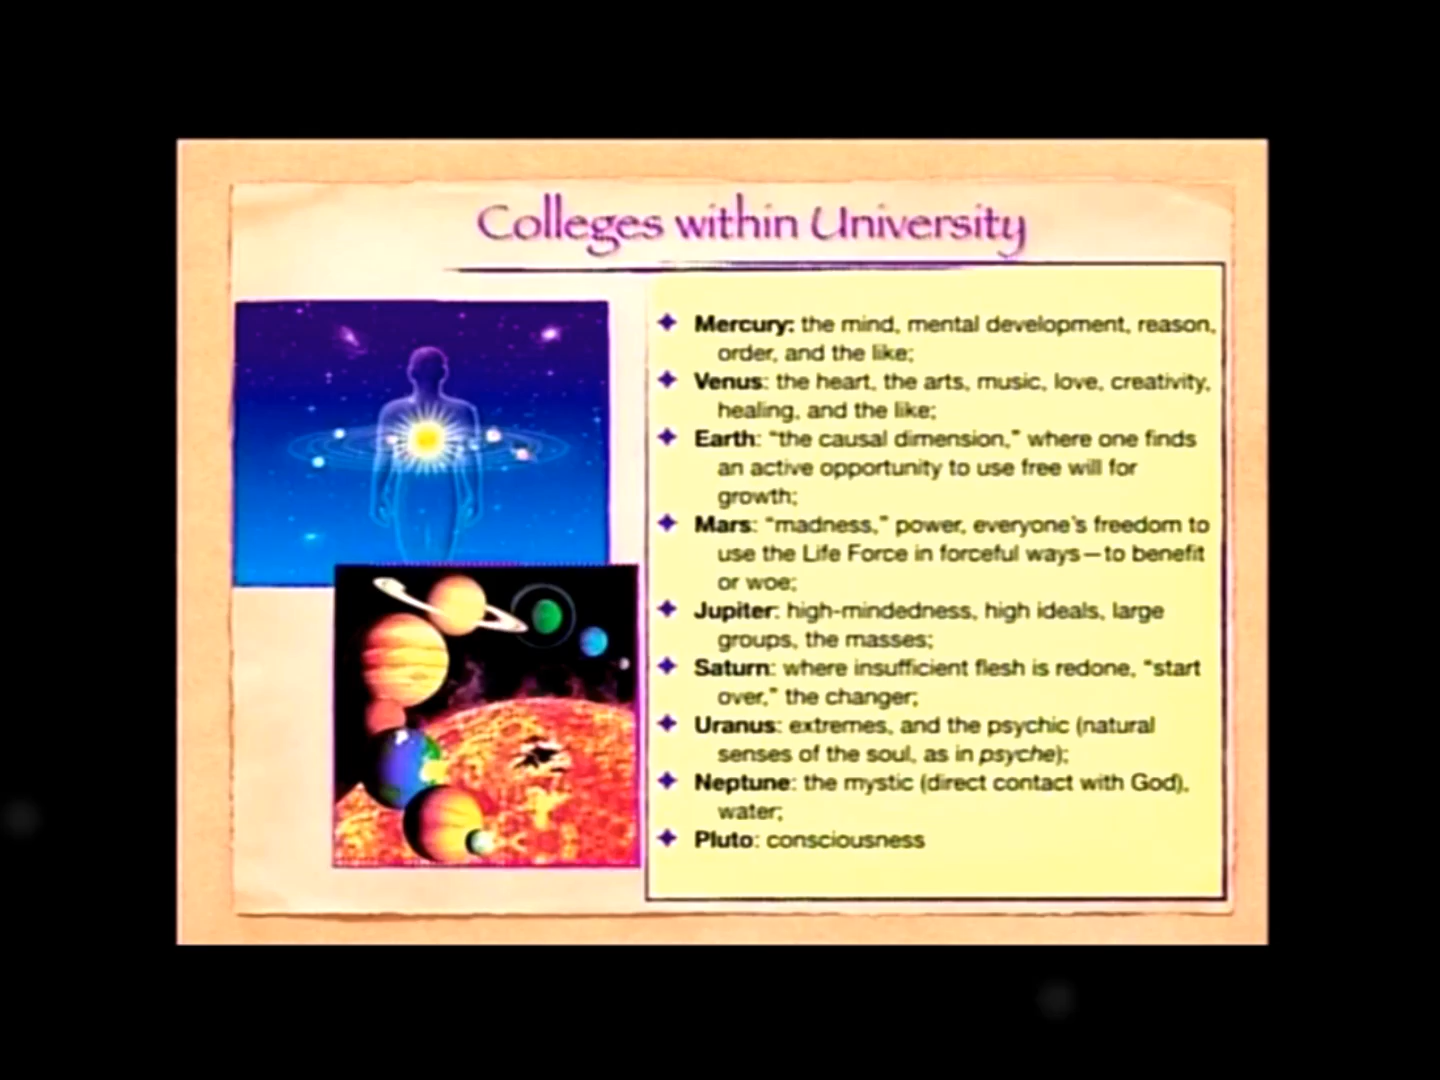 Colleges within University
Mercury: the mind, mental development, reason,
order, and the like;
Venus: the heart, the arts, music, love, creativity,
healing, and the like;
Earth: "the causal dimension," where one finds
an active opportunity to use free will for
growth;
Mars: "madness," power, everyone's freedom to
use the Life Force in forceful ways—to benefit
or woe;
Jupiter: high-mindedness, high ideals, large
groups, the masses;
Saturn: where insufficient flesh is redone, "start
over," the changer;
Uranus: extremes, and the psychic (natural
senses of the soul, as in psyche);
Neptune: the mystic (direct contact with God),
water;
Pluto: consciousness